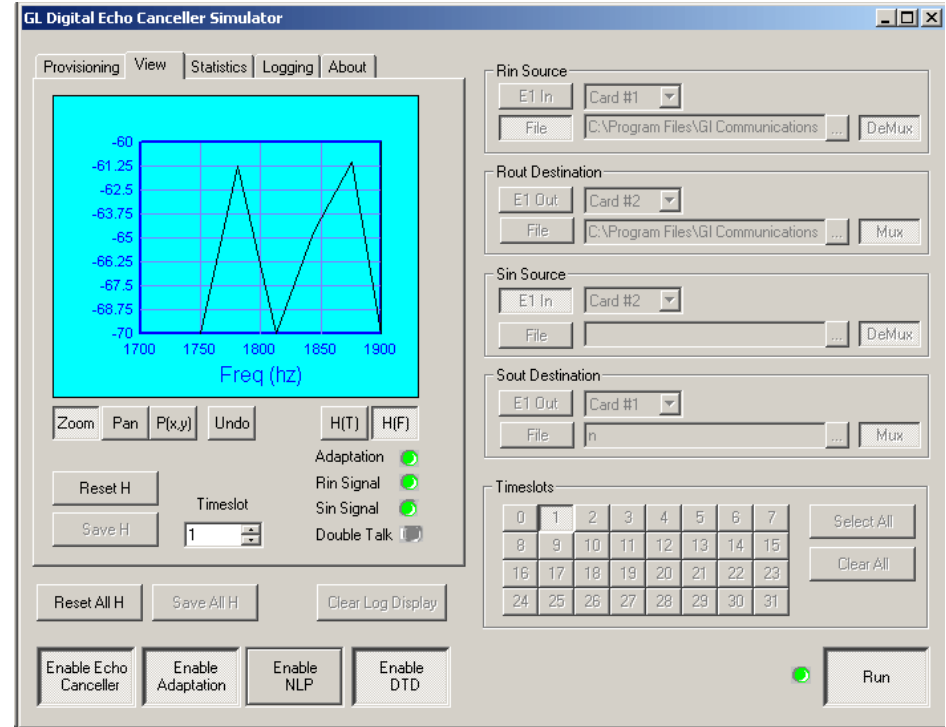 GL Digital Echo Canceller Simulator
Provisioning View Statistics Logging About
-60
-61.25
-62.5
-63.75
-65
-66.25
-67.5
-68.75
-70
1700 1750 1800 1850 1900
Freq (hz)
Zoom Pan P(x,y) Undo H(T) H(F)
Adaptation
Rin Signal
Sin Signal
Double Talk
Reset H
Save H
Timeslot
1
Reset All H Save All H Clear Log Display
Enable Echo Canceller
Enable Adaptation
Enable NLP
Enable DTD
Rin Source
E1 In Card #1
File C:\Program Files\Gl Communications ... DeMux
Rout Destination
E1 Out Card #2
File C:\Program Files\Gl Communications ... Mux
Sin Source
E1 In Card #2
File ... DeMux
Sout Destination
E1 Out Card #1
File n ... Mux
Timeslots
0 1 2 3 4 5 6 7
8 9 10 11 12 13 14 15
16 17 18 19 20 21 22 23
24 25 26 27 28 29 30 31
Select All
Clear All
Run